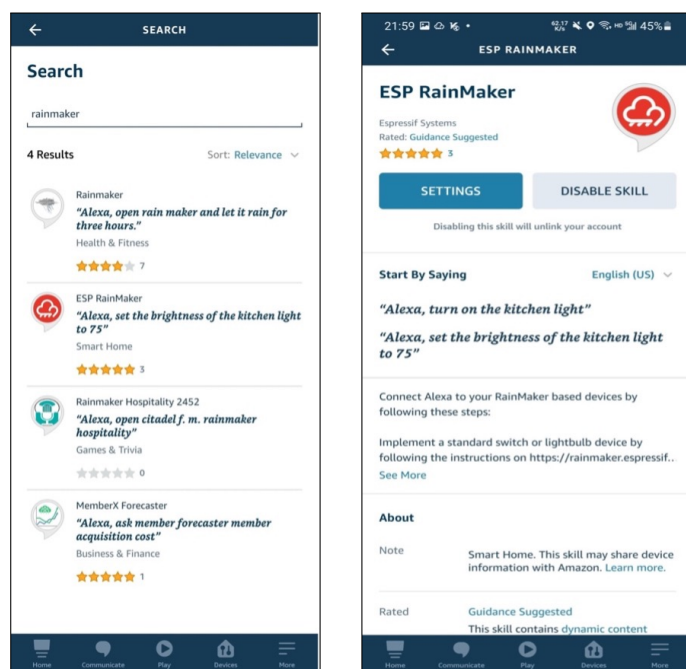 SEARCH
Search
rainmaker
4 Results
Sort: Relevance
Rainmaker
“Alexa, open rain maker and let it rain for
three hours.”
Health & Fitness
7
ESP RainMaker
“Alexa, set the brightness of the kitchen light
to 75”
Smart Home
3
Rainmaker Hospitality 2452
“Alexa, open citadel f. m. rainmaker
hospitality”
Games & Trivia
0
MemberX Forecaster
“Alexa, ask member forecaster member
acquisition cost”
Business & Finance
1
Home Communicate Play Devices More
21:59 62.17 K/s 5G 45%
ESP RAINMAKER
ESP RainMaker
Espressif Systems
Rated: Guidance Suggested
3
SETTINGS
DISABLE SKILL
Disabling this skill will unlink your account
Start By Saying
English (US)
“Alexa, turn on the kitchen light”
“Alexa, set the brightness of the kitchen light
to 75”
Connect Alexa to your RainMaker based devices by
following these steps:
Implement a standard switch or lightbulb device by
following the instructions on https://rainmaker.espressif..
See More
About
Note
Smart Home. This skill may share device
information with Amazon. Learn more.
Rated
Guidance Suggested
This skill contains dynamic content
Home Communicate Play Devices More